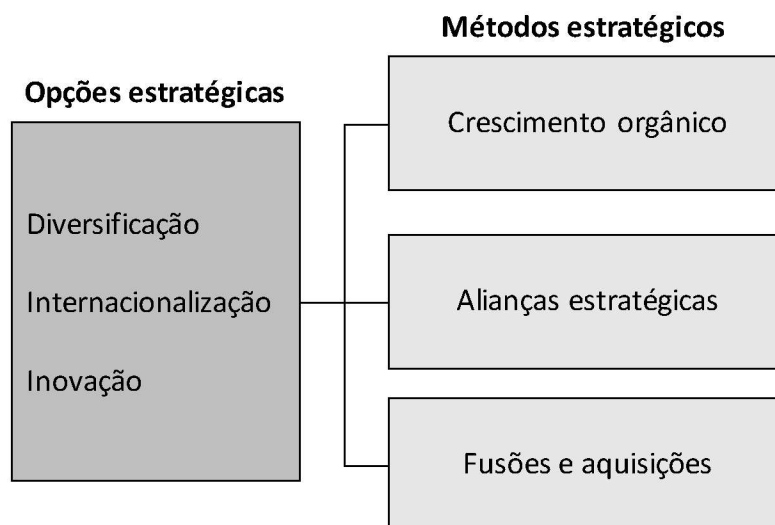 Opções estratégicas
Diversificação
Internacionalização
Inovação
Métodos estratégicos
Crescimento orgânico
Alianças estratégicas
Fusões e aquisições